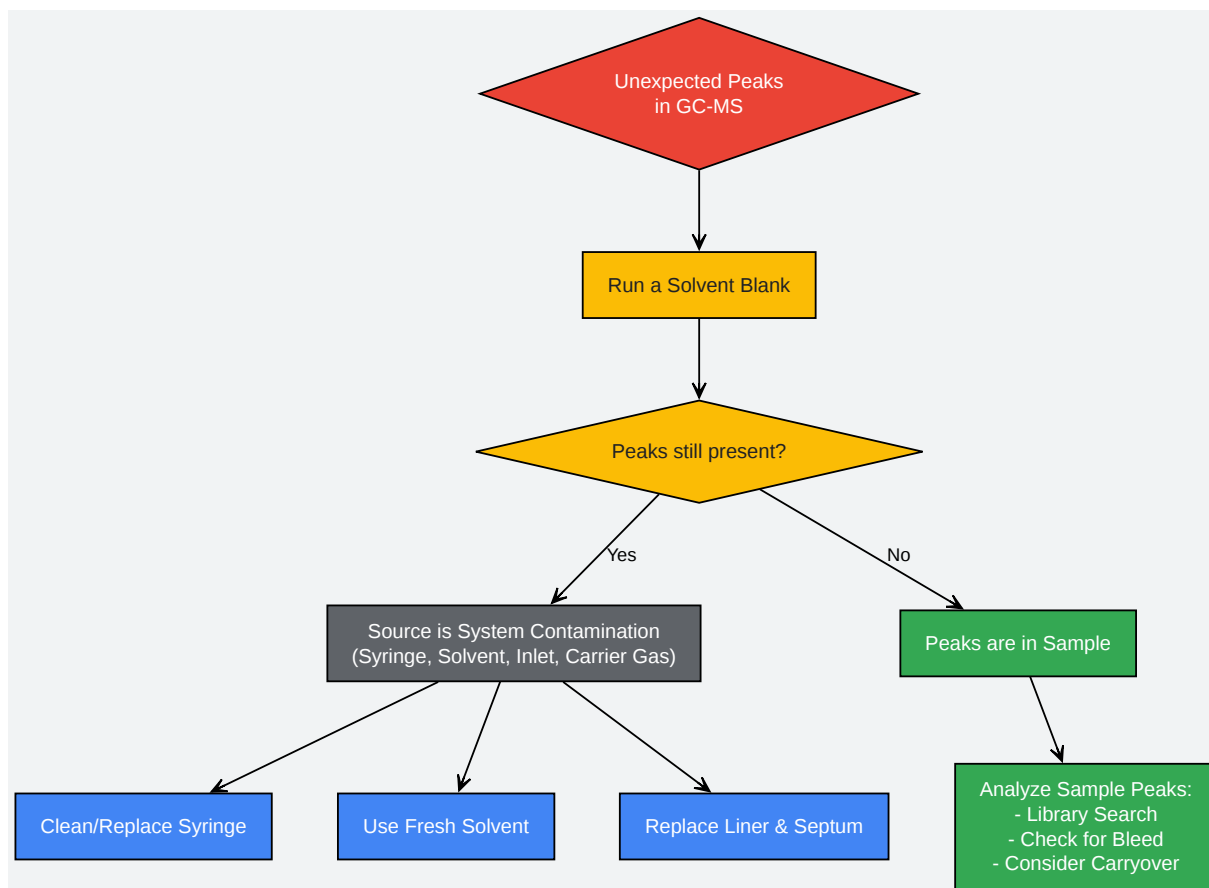 Unexpected Peaks
in GC-MS
Run a Solvent Blank
Peaks still present?
Yes
No
Source is System Contamination
(Syringe, Solvent, Inlet, Carrier Gas)
Peaks are in Sample
Clean/Replace Syringe
Use Fresh Solvent
Replace Liner & Septum
Analyze Sample Peaks:
- Library Search
- Check for Bleed
- Consider Carryover